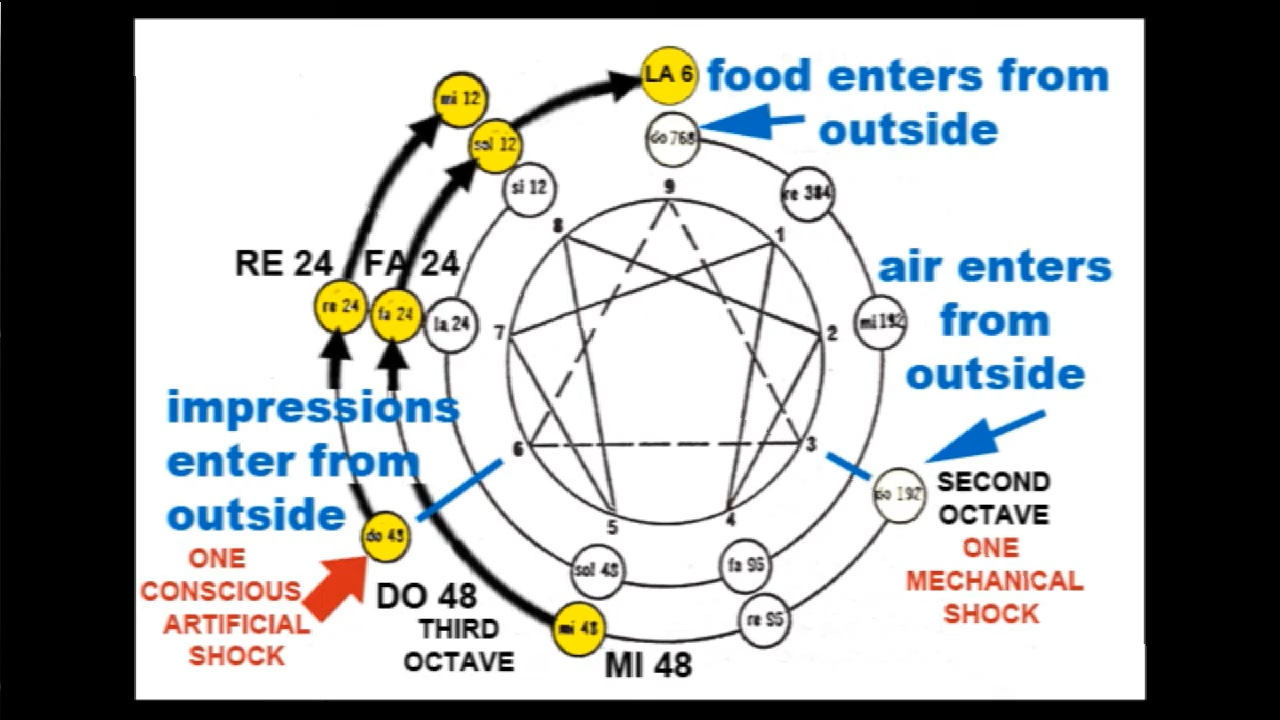 LA 6
food enters from
outside
mi 12
sol 12
do 768
si 12
9
re 384
8
1
RE 24
FA 24
air enters
from
outside
re 24
fa 24
la 24
7
2
mi 192
impressions
enter from
outside
6
3
do 192
SECOND
OCTAVE
ONE
MECHANICAL
SHOCK
5
4
do 48
ONE
CONSCIOUS
ARTIFICIAL
SHOCK
sol 48
fa 96
DO 48
THIRD
OCTAVE
mi 48
re 96
MI 48